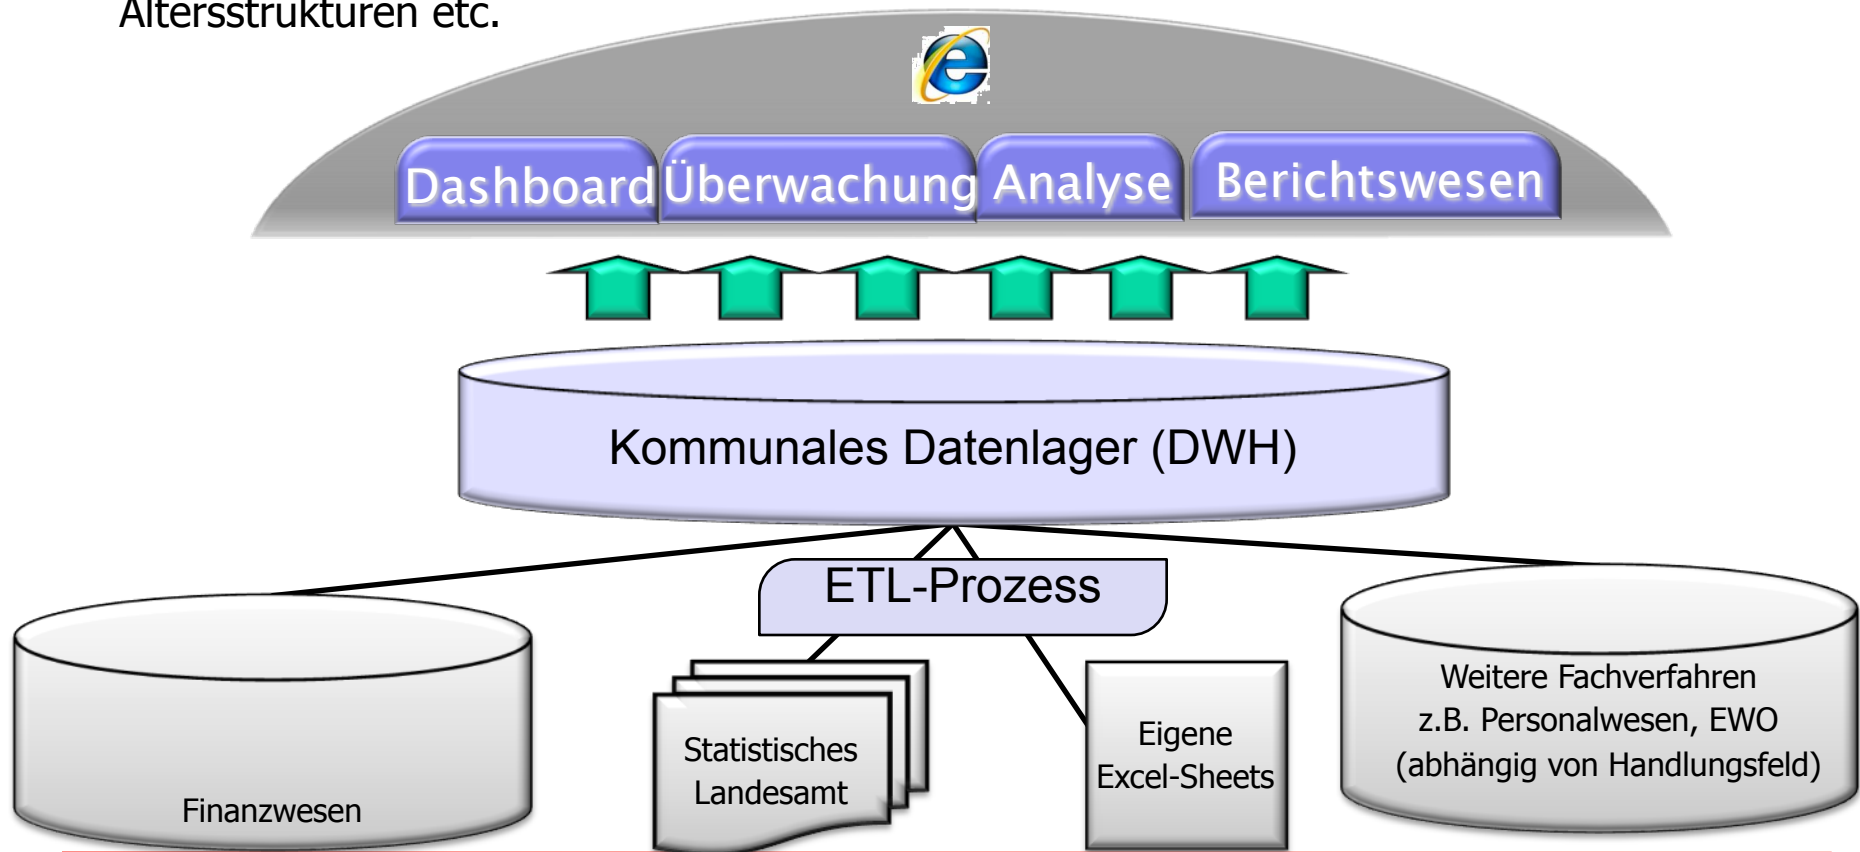 Altersstrukturen etc.
Dashboard Überwachung Analyse Berichtswesen
Kommunales Datenlager (DWH)
ETL-Prozess
Finanzwesen
Statistisches
Landesamt
Eigene
Excel-Sheets
Weitere Fachverfahren
z.B. Personalwesen, EWO
(abhängig von Handlungsfeld)